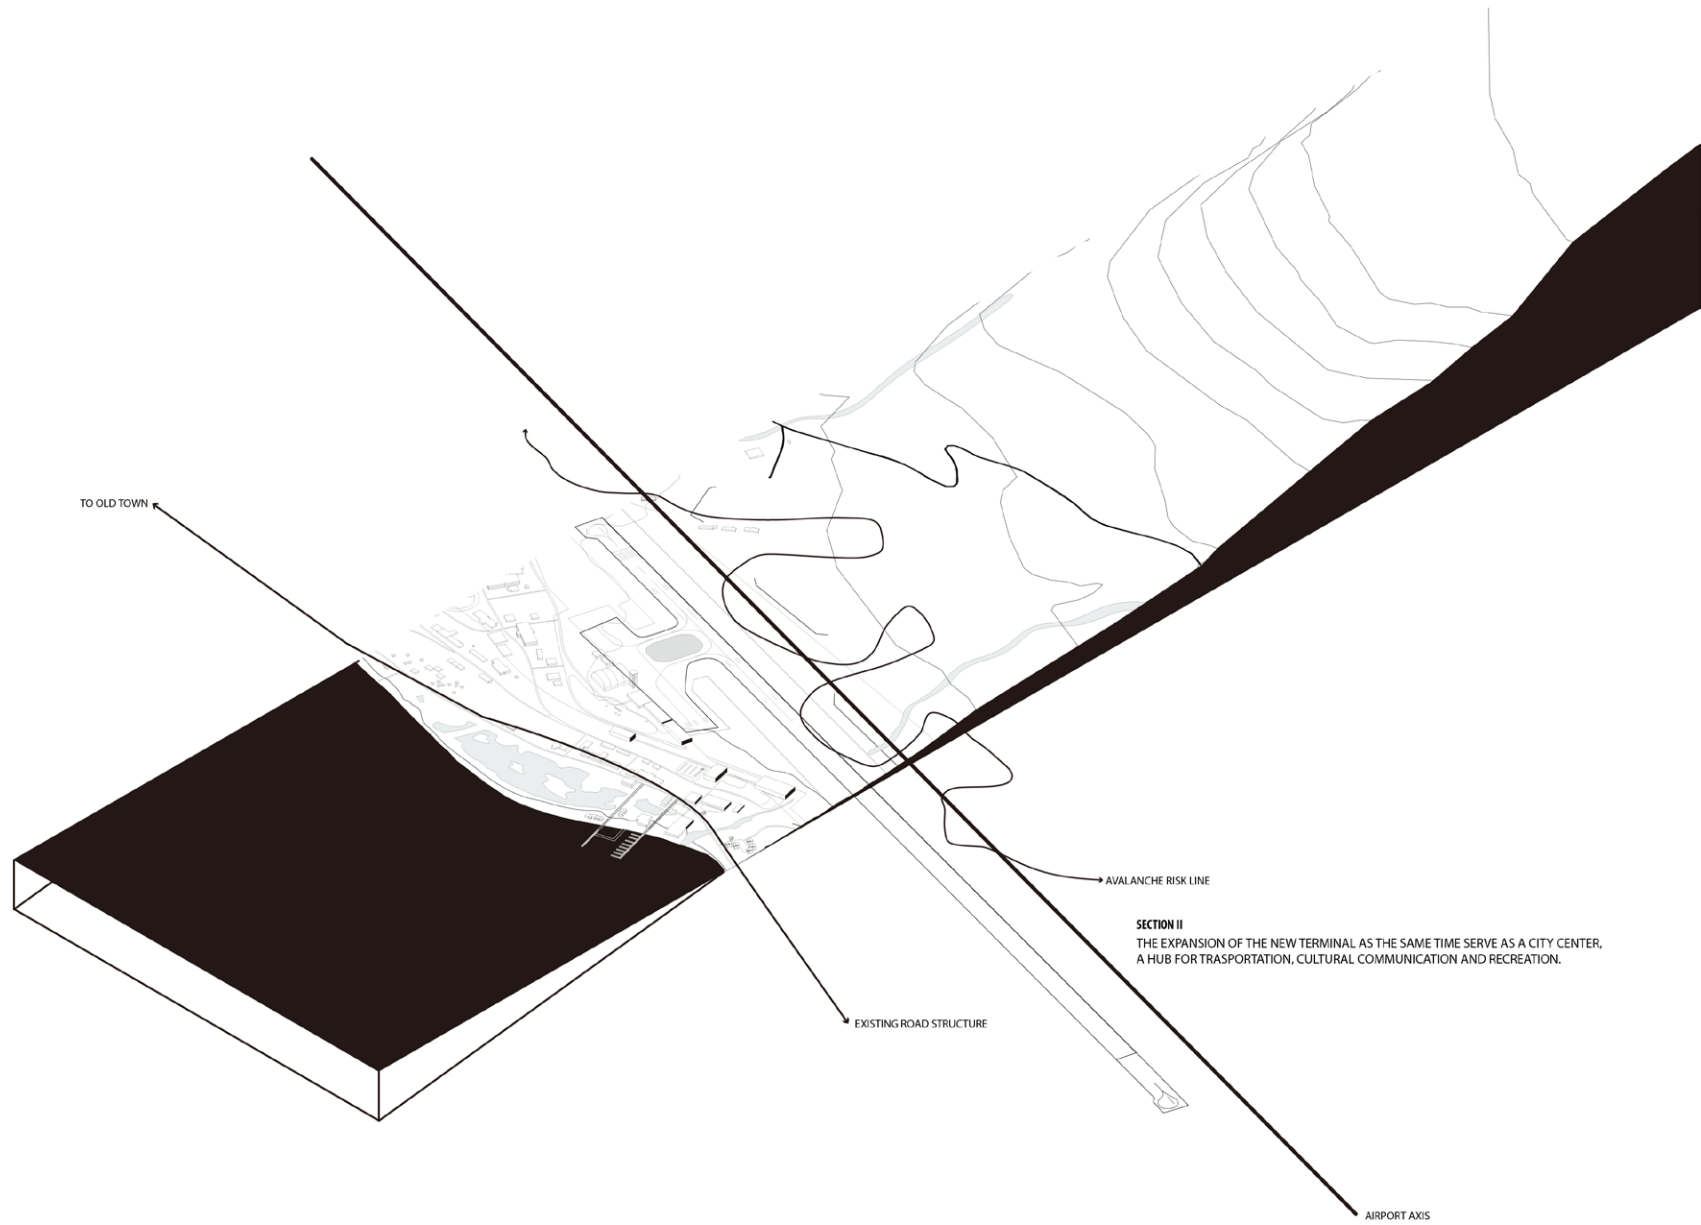 TO OLD TOWN
AVALANCHE RISK LINE
SECTION II
THE EXPANSION OF THE NEW TERMINAL AS THE SAME TIME SERVE AS A CITY CENTER,
A HUB FOR TRASPORTATION, CULTURAL COMMUNICATION AND RECREATION.
EXISTING ROAD STRUCTURE
AIRPORT AXIS